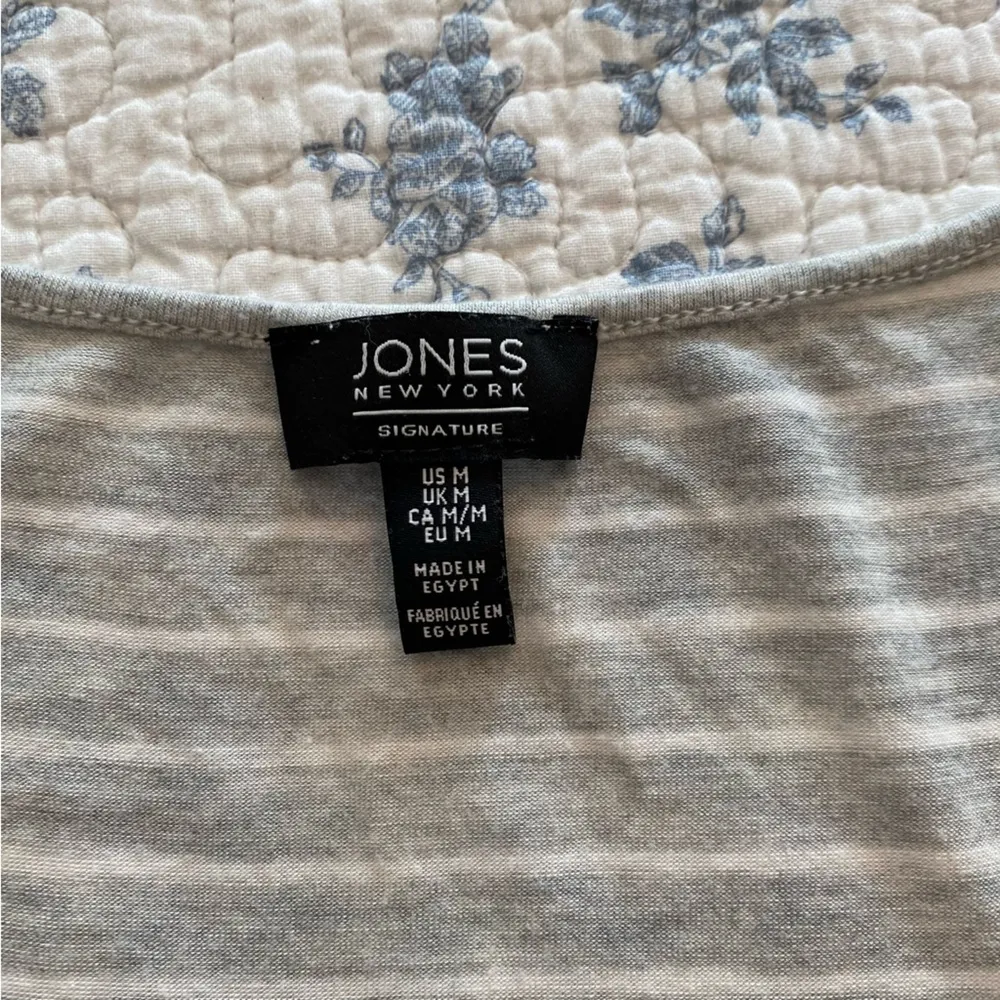 JONES
NEW YORK
SIGNATURE
US M
UK M
CA M/M
EU M
MADE IN
EGYPT
FABRIQUÉ EN
EGYPTE